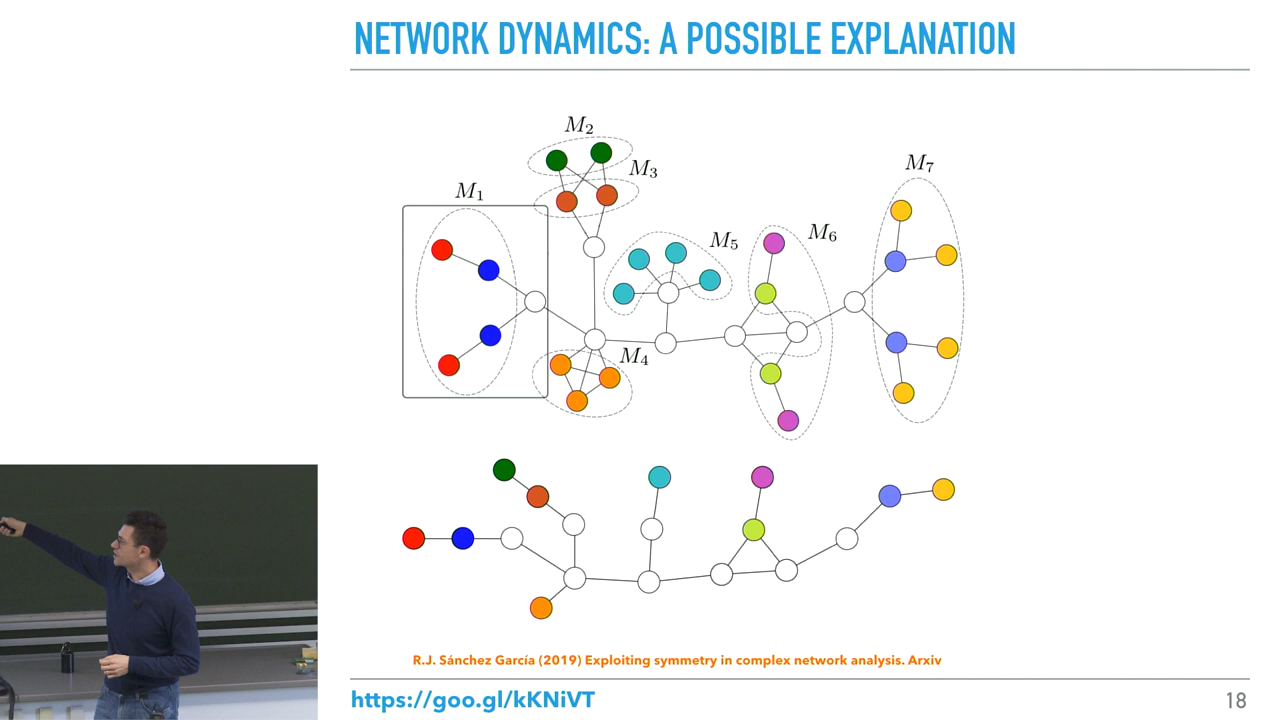 NETWORK DYNAMICS: A POSSIBLE EXPLANATION
M2
M3
M7
M1
M5
M6
M4
R.J. Sánchez García (2019) Exploiting symmetry in complex network analysis. Arxiv
https://goo.gl/kKNiVT
18